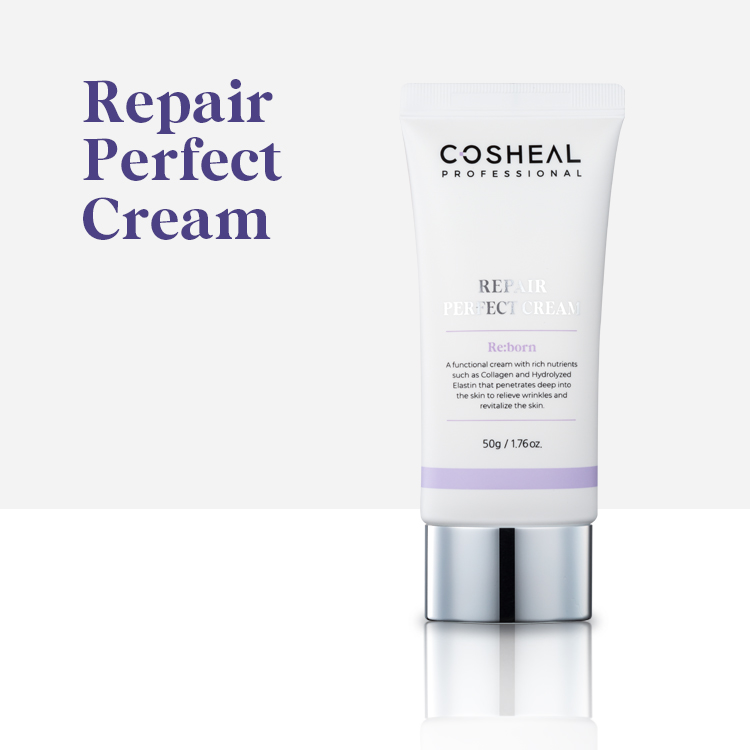 Repair
Perfect
Cream
COSHEAL
PROFESSIONAL
REPAIR
PERFECT CREAM
Re:born
A functional cream with rich nutrients
such as Collagen and Hydrolyzed
Elastin that penetrates deep into
the skin to relieve wrinkles and
revitalize the skin.
50g / 1.76oz.